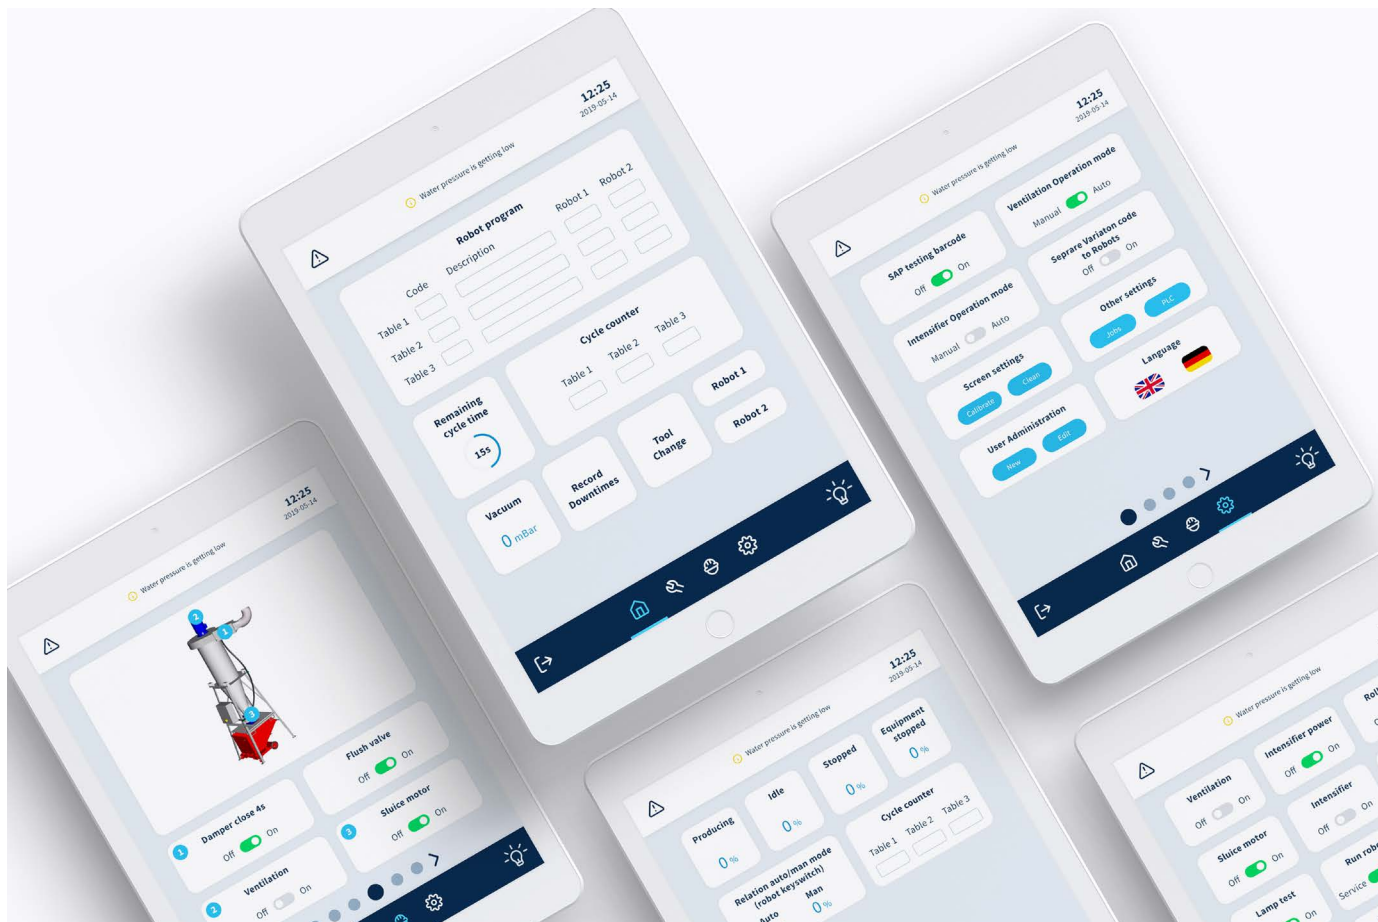 12:25
2019-05-14
Water pressure is getting low
Robot program
Code
Description
Robot 1
Robot 2
Table 1
Table 2
Table 3
Remaining
cycle time
15s
Cycle counter
Table 1
Table 2
Table 3
Vacuum
0 mBar
Record
Downtimes
Tool
Change
Robot 1
Robot 2
12:25
2019-05-14
Water pressure is getting low
SAP testing barcode
Off
On
Ventilation Operation mode
Manual
Auto
Intensifier Operation mode
Manual
Auto
Seprare Variaton code
to Robots
Off
On
Screen settings
Calibrate
Clean
Other settings
Jobs
PLC
User Administration
New
Edit
Language
12:25
2019-05-14
Water pressure is getting low
2
1
3
1
Damper close 4s
Off
On
Flush valve
Off
On
2
Ventilation
Off
On
3
Sluice motor
Off
On
12:25
2019-05-14
Water pressure is getting low
Producing
0 %
Idle
0 %
Stopped
0 %
Equipment
stopped
0 %
Relation auto/man mode
(robot keyswitch)
Auto
Man
0 %
Cycle counter
Table 1
Table 2
Table 3
Water pressure is getting low
Ventilation
Off
On
Intensifier power
Off
On
Sluice motor
Off
On
Intensifier
Off
On
Lamp test
On
Service